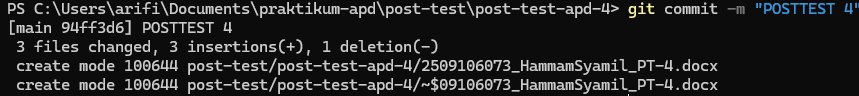 PS C:\Users\arifi\Documents\praktikum-apd\post-test\post-test-apd-4> git commit -m "POSTTEST 4"
[main 94ff3d6] POSTTEST 4
 3 files changed, 3 insertions(+), 1 deletion(-)
 create mode 100644 post-test/post-test-apd-4/2509106073_HammamSyamil_PT-4.docx
 create mode 100644 post-test/post-test-apd-4/~$09106073_HammamSyamil_PT-4.docx